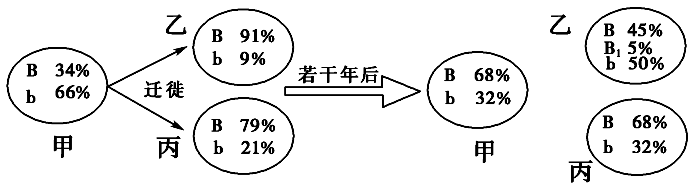 甲
B 34%
b 66%
迁徙
乙
B 91%
b 9%
丙
B 79%
b 21%
若干年后
甲
B 68%
b 32%
乙
B 45%
B₁ 5%
b 50%
丙
B 68%
b 32%